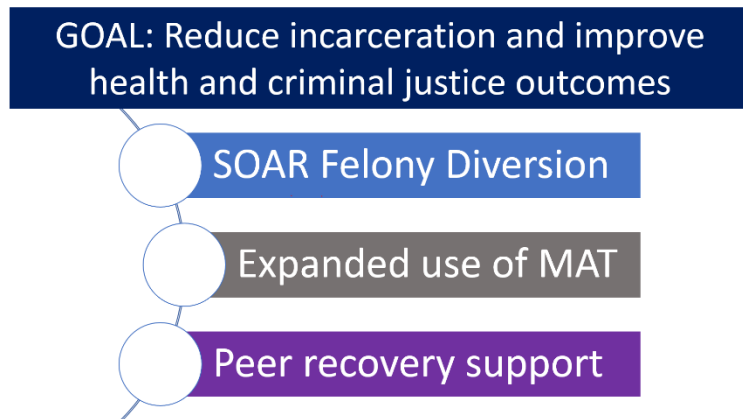 GOAL: Reduce incarceration and improve
health and criminal justice outcomes
SOAR Felony Diversion
Expanded use of MAT
Peer recovery support